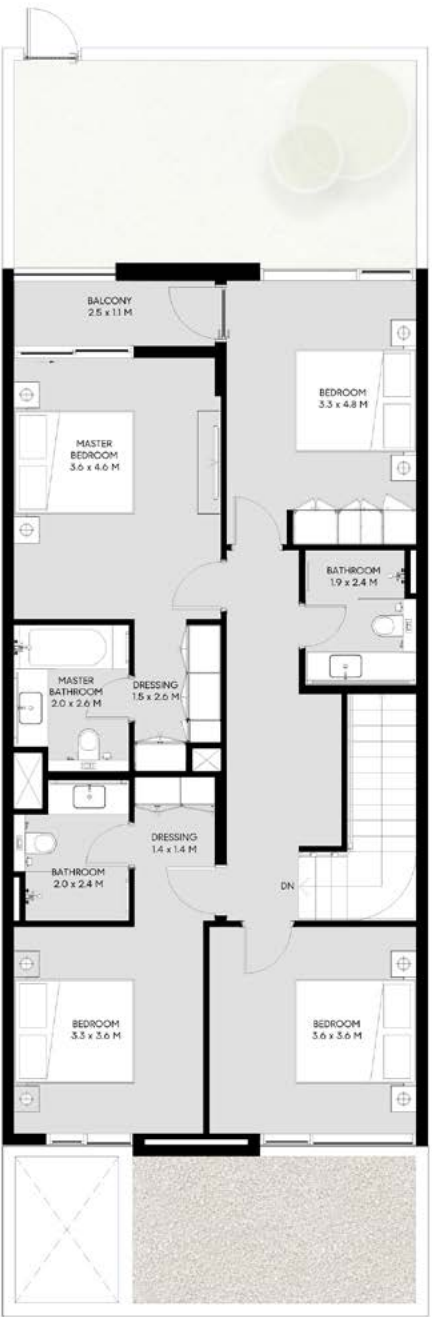 BALCONY
2.5 x 1.1 M
BEDROOM
3.3 x 4.8 M
MASTER
BEDROOM
3.6 x 4.6 M
BATHROOM
1.9 x 2.4 M
MASTER
BATHROOM
2.0 x 2.6 M
DRESSING
1.5 x 2.6 M
DRESSING
1.4 x 1.4 M
BATHROOM
2.0 x 2.4 M
DN
BEDROOM
3.3 x 3.6 M
BEDROOM
3.6 x 3.6 M